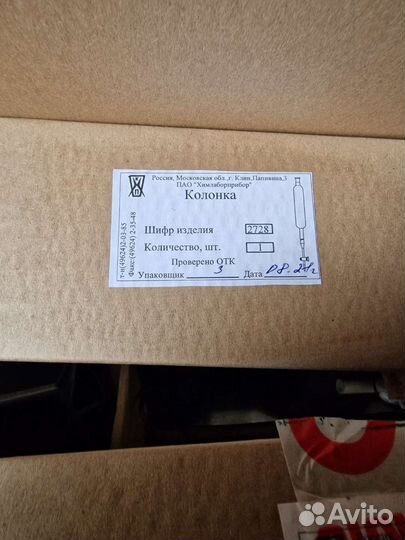 Россия, Московская обл.,г. Клин,Папивина,3
ПАО "Химлаборприбор"
Колонка
Шифр изделия 2728
Количество, шт. 1
Проверено ОТК
Упаковщик 3 Дата
т-н(49624)2-03-85
Факс:(49624) 2-35-48
Avito